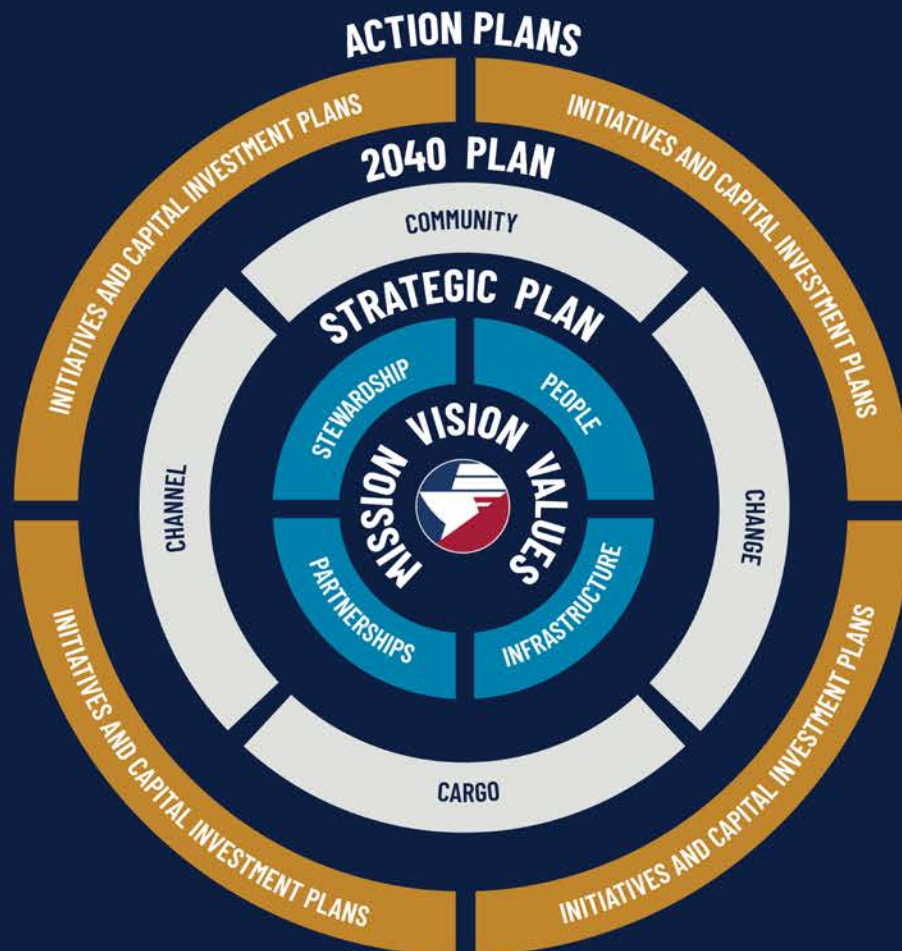 ACTION PLANS
INITIATIVES AND CAPITAL INVESTMENT PLANS
INITIATIVES AND CAPITAL INVESTMENT PLANS
2040 PLAN
COMMUNITY
STRATEGIC PLAN
STEWARDSHIP
PEOPLE
MISSION VISION VALUES
CHANNEL
CHANGE
PARTNERSHIPS
INFRASTRUCTURE
CARGO
INITIATIVES AND CAPITAL INVESTMENT PLANS
INITIATIVES AND CAPITAL INVESTMENT PLANS